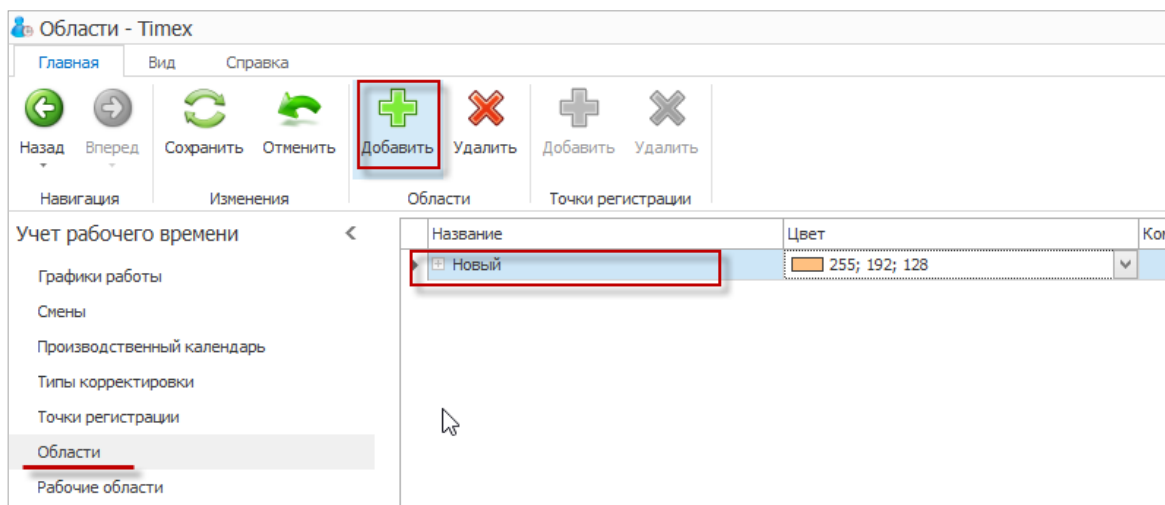 Области - Timex
Главная Вид Справка
Назад Вперед Сохранить Отменить Добавить Удалить Добавить Удалить
Навигация Изменения Области Точки регистрации
Учет рабочего времени
Название Цвет Ко
Новый 255; 192; 128
Графики работы
Смены
Производственный календарь
Типы корректировки
Точки регистрации
Области
Рабочие области